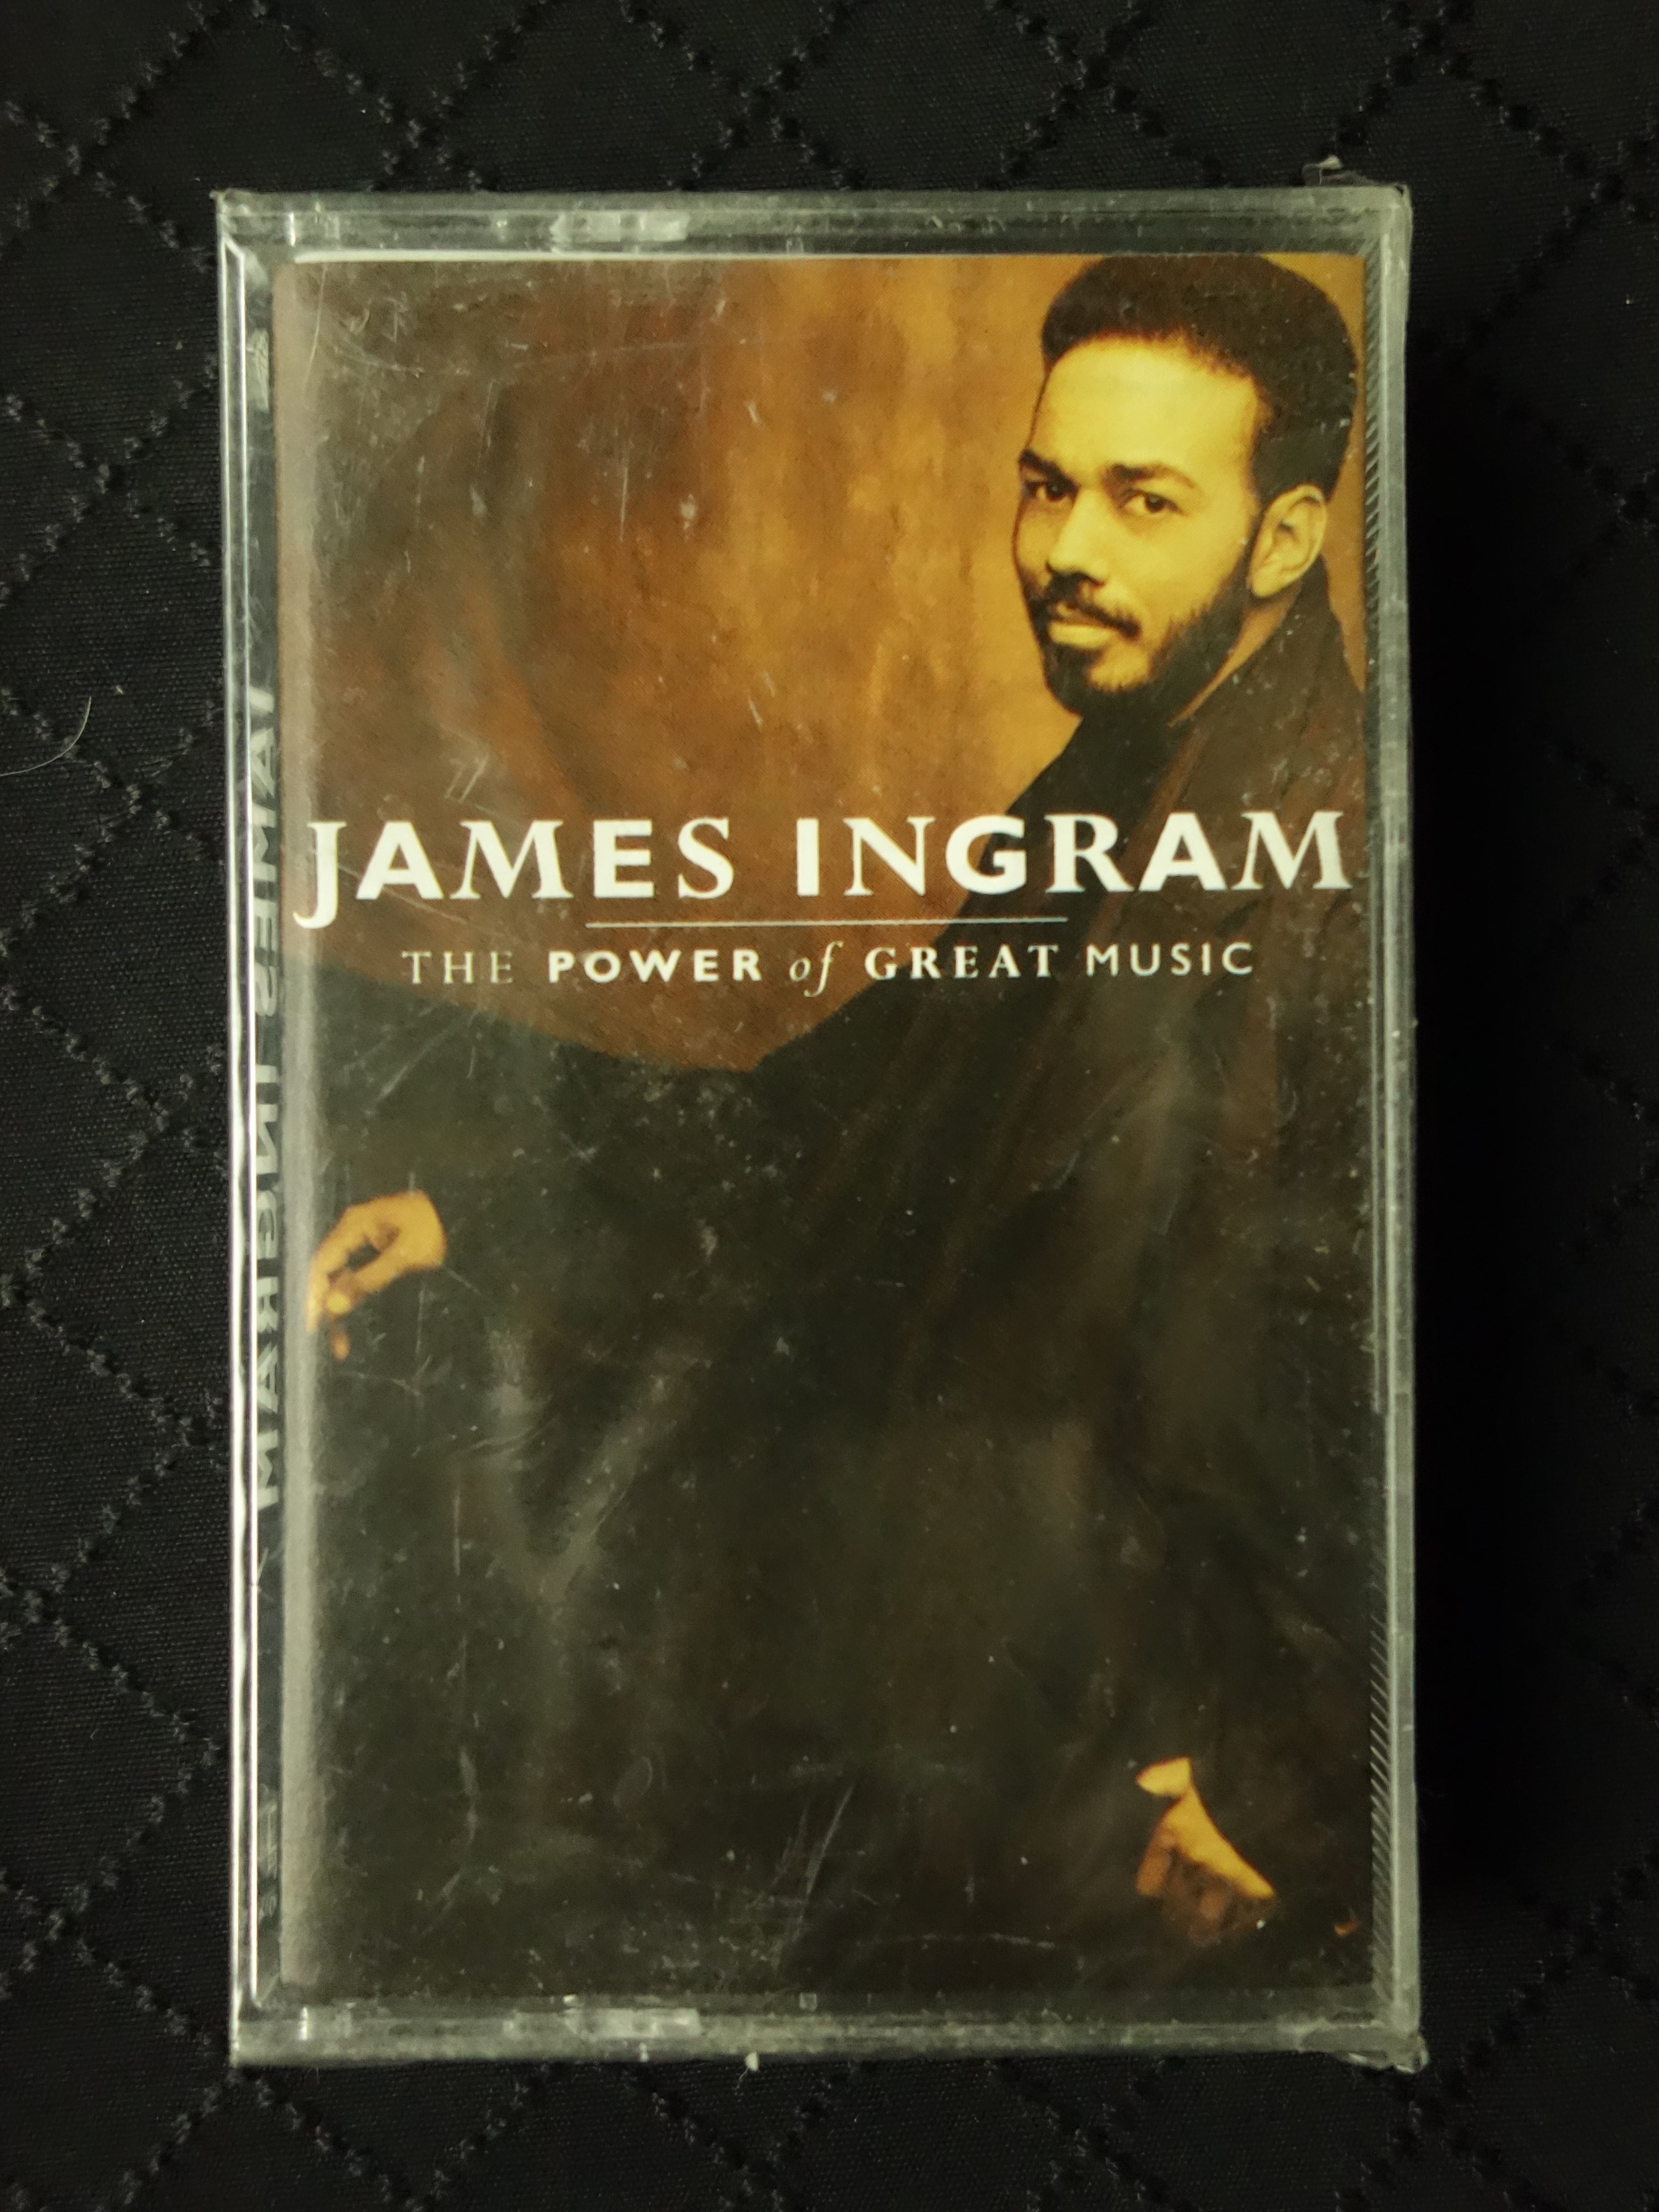 JAMES INGRAM
THE POWER of GREAT MUSIC
JAMES INGRAM